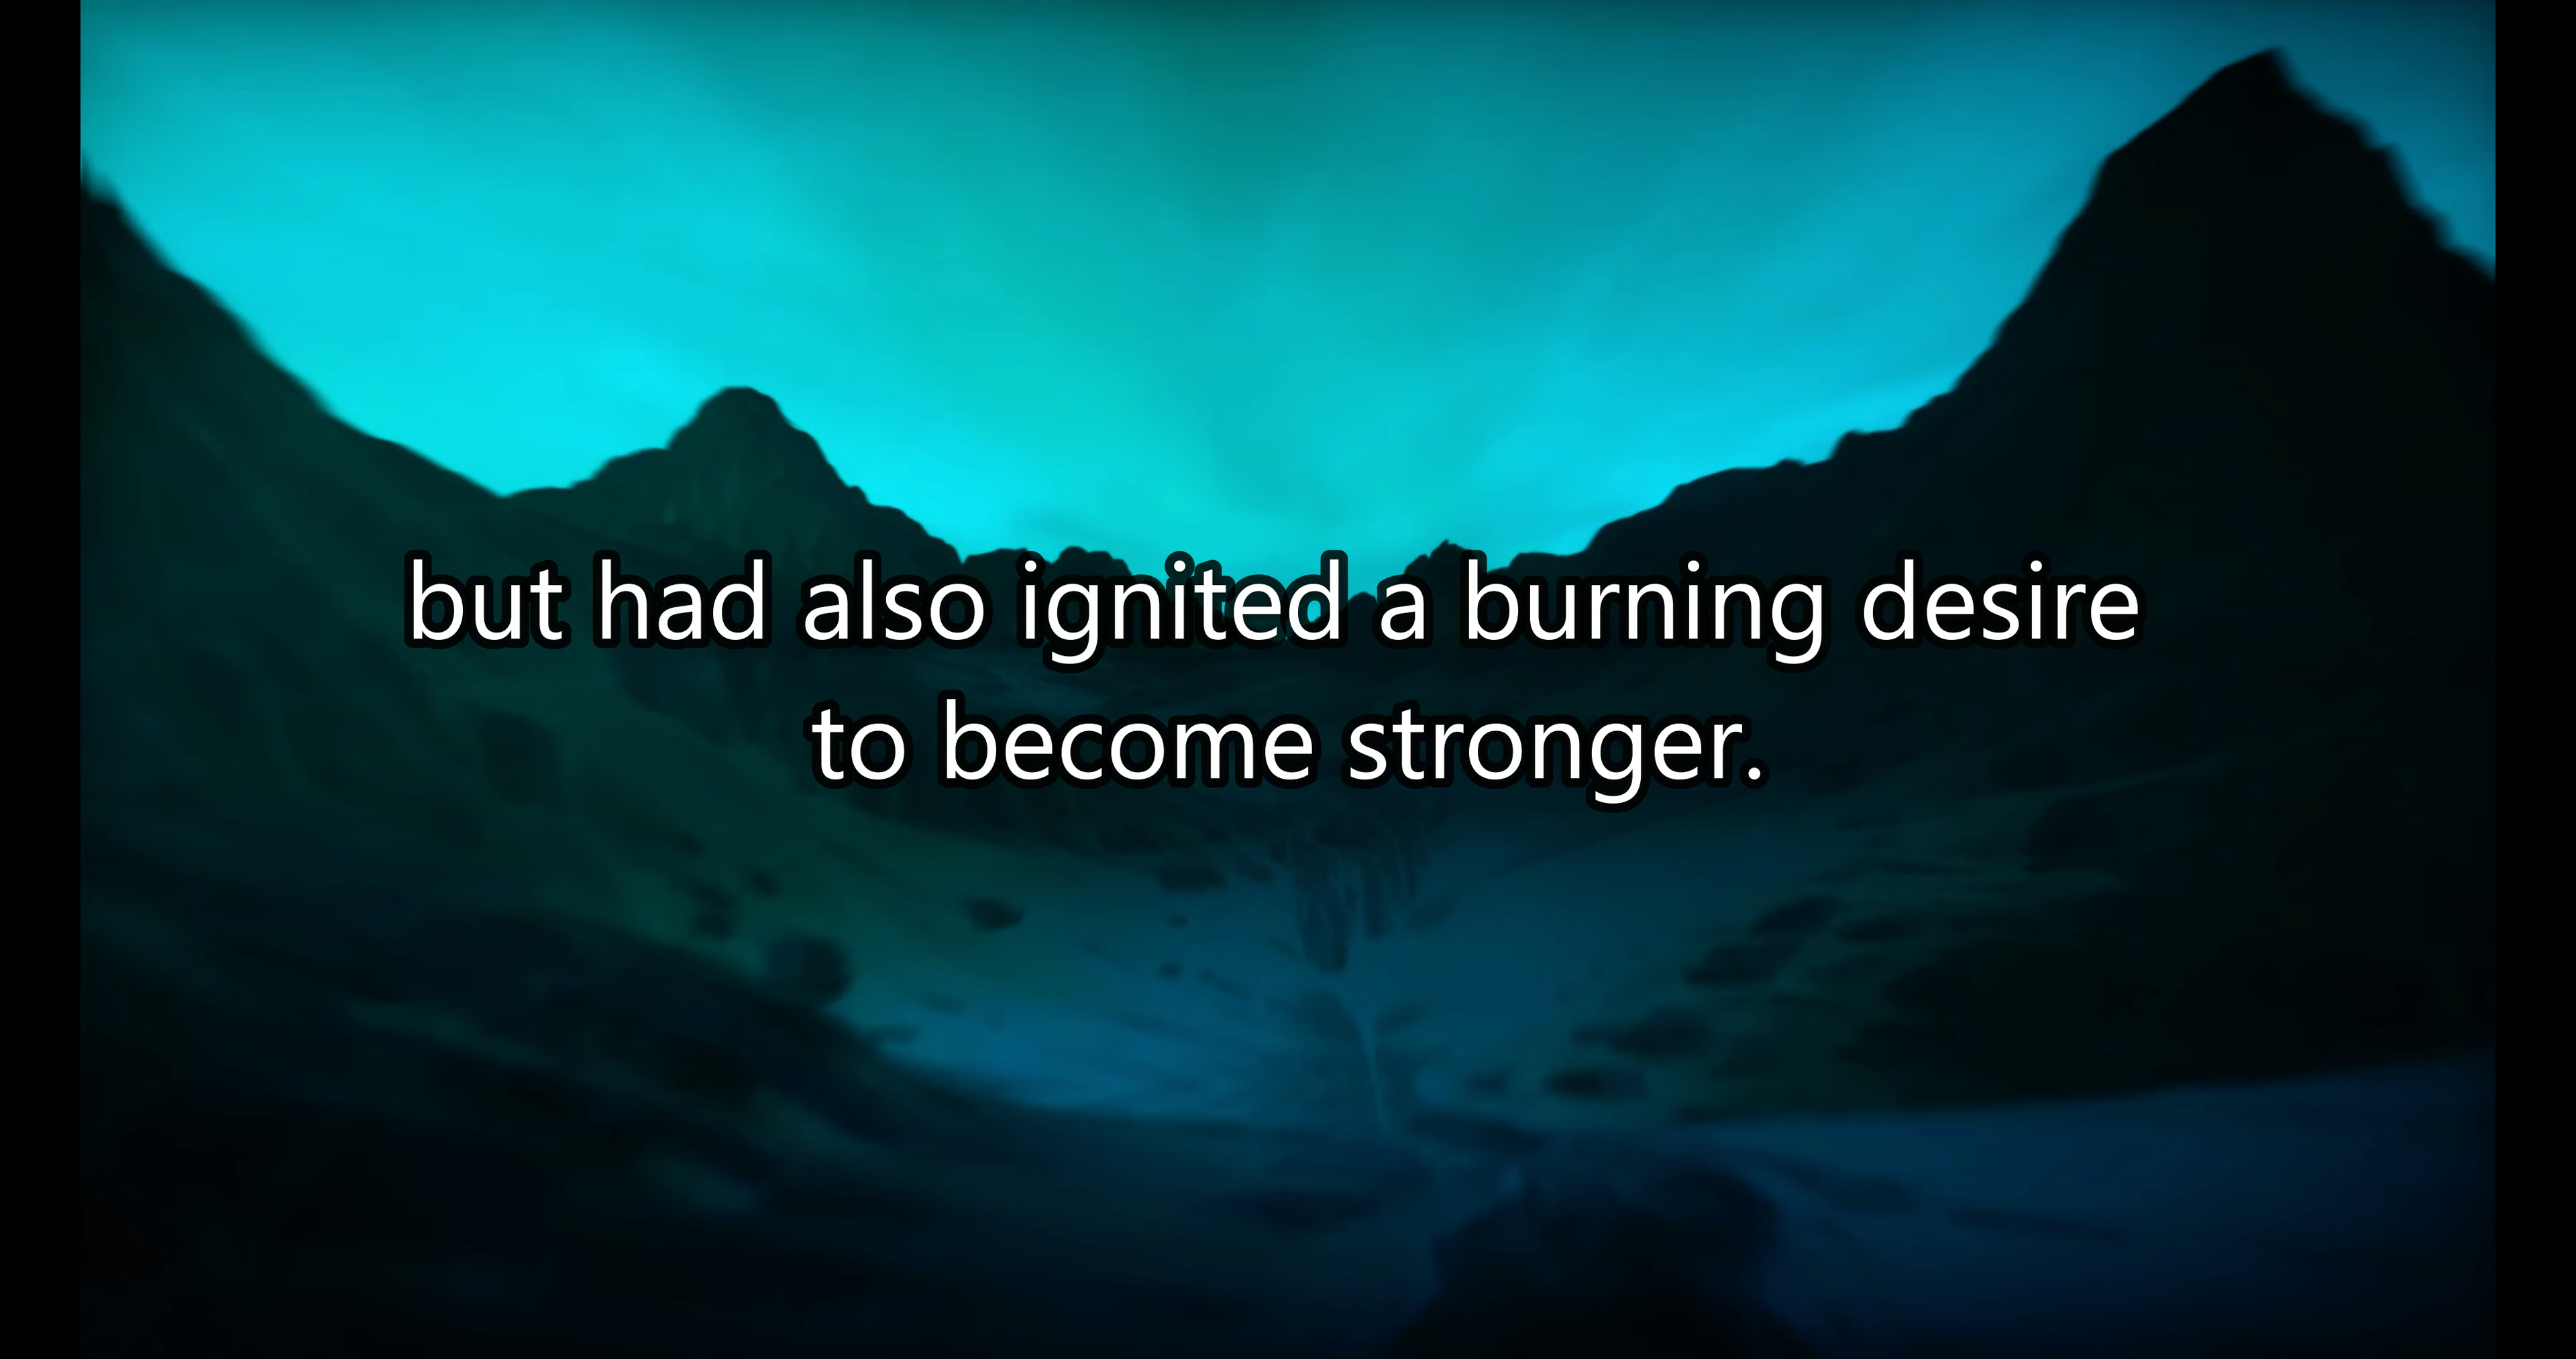 but had also ignited a burning desire
to become stronger.